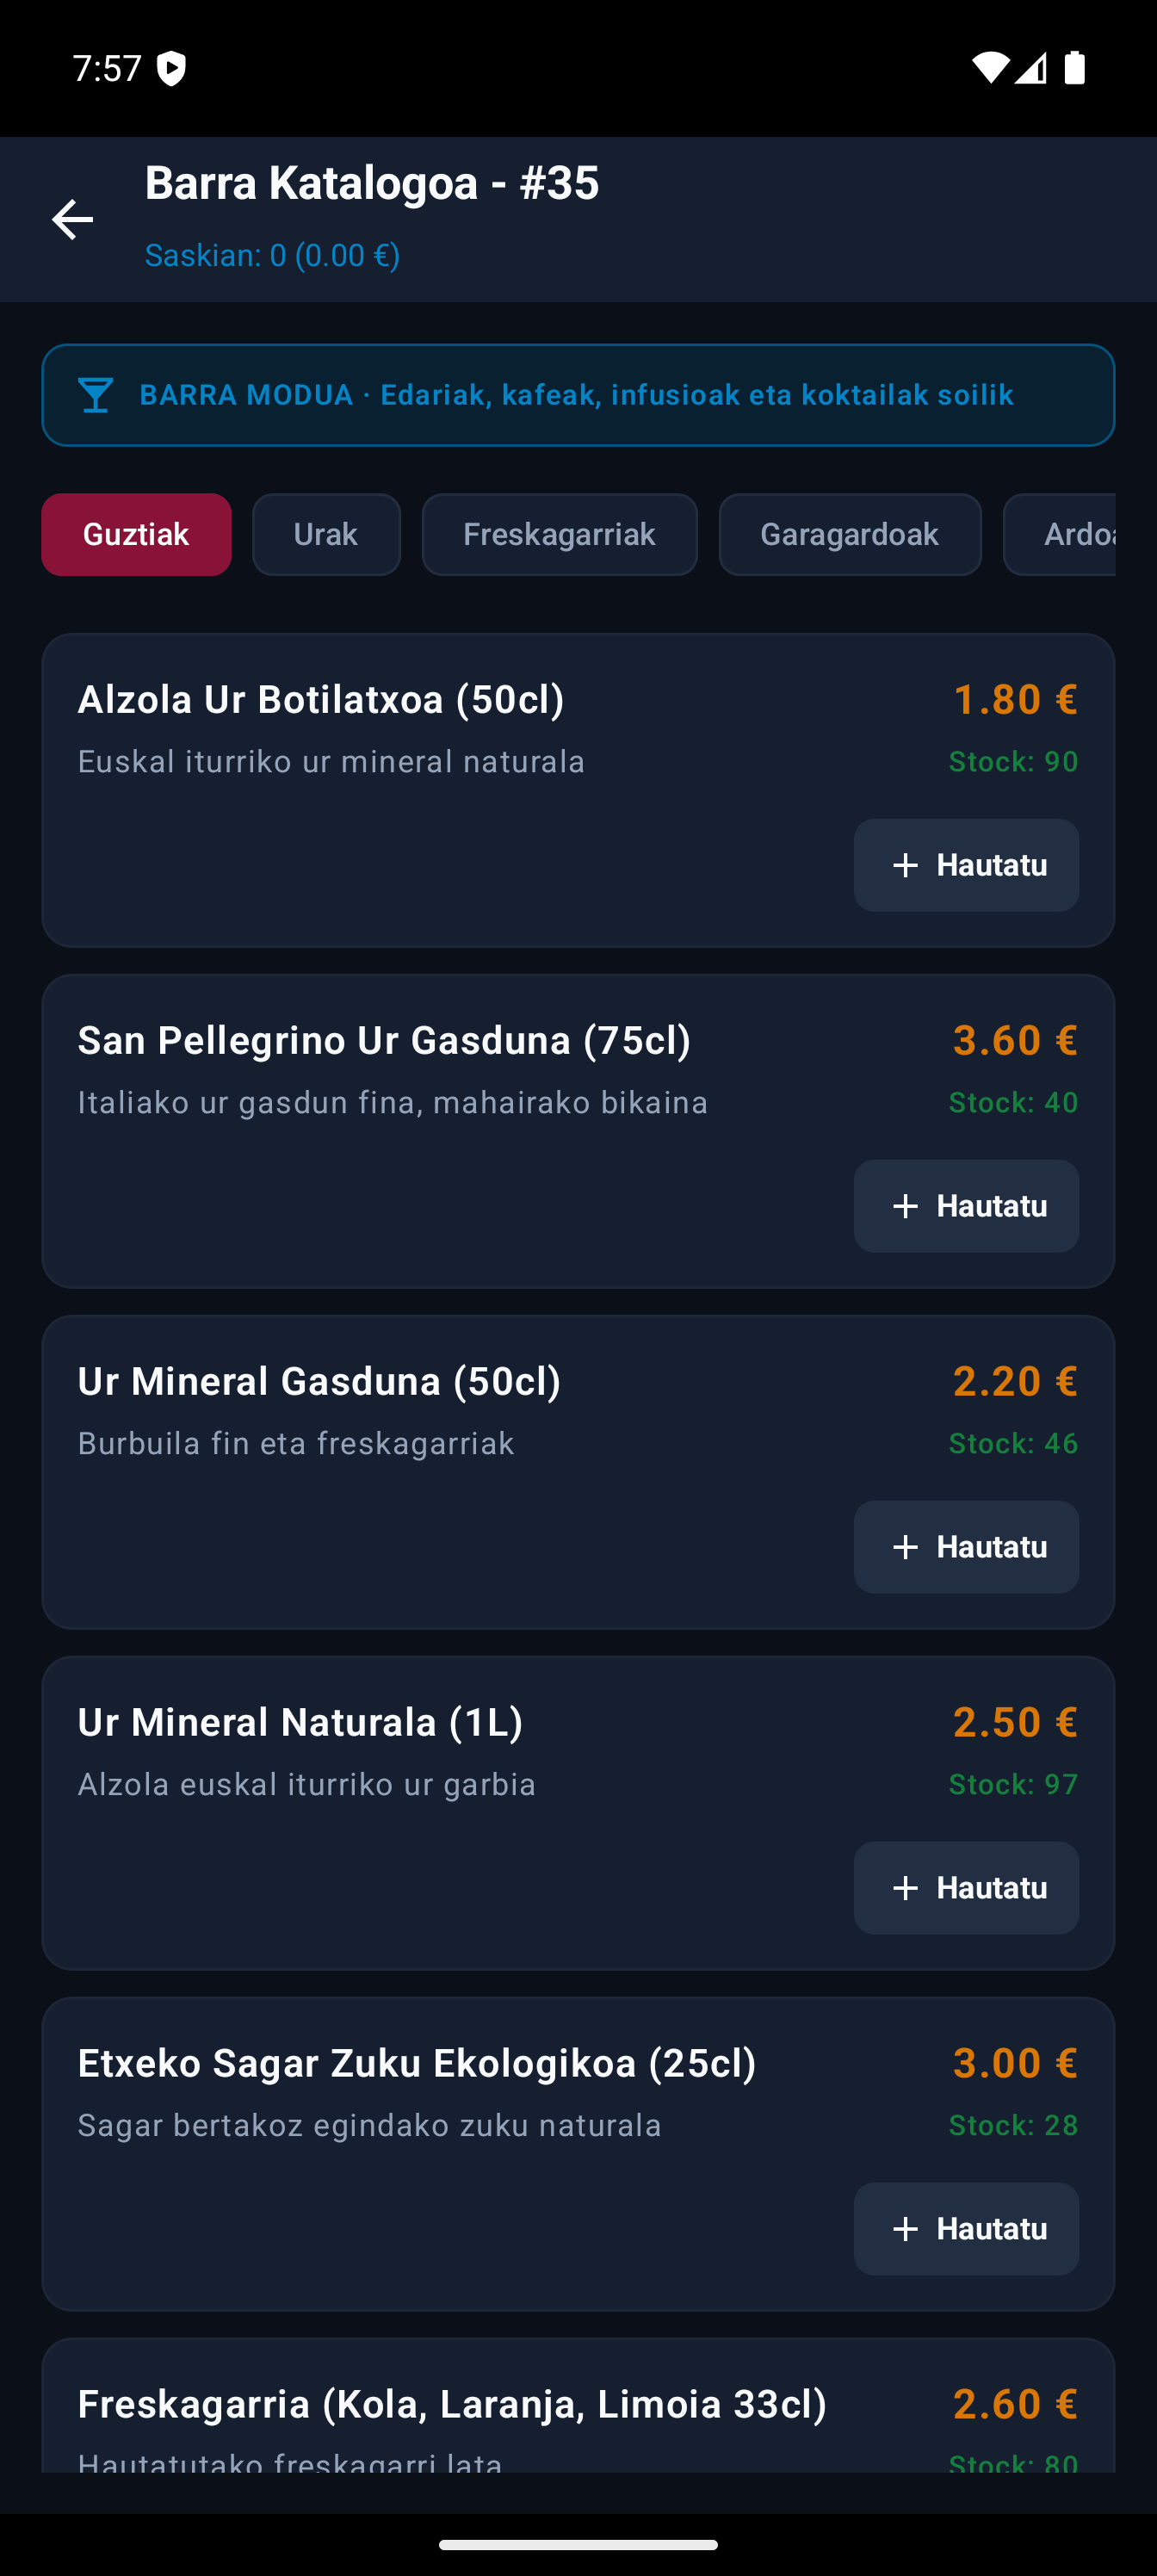 7:57
Barra Katalogoa - #35
Saskian: 0 (0.00 €)
BARRA MODUA · Edariak, kafeak, infusioak eta koktailak soilik
Guztiak Urak Freskagarriak Garagardoak
Alzola Ur Botilatxoa (50cl) 1.80 €
Euskal iturriko ur mineral naturala Stock: 90
+ Hautatu
San Pellegrino Ur Gasduna (75cl) 3.60 €
Italiako ur gasdun fina, mahairako bikaina Stock: 40
+ Hautatu
Ur Mineral Gasduna (50cl) 2.20 €
Burbuila fin eta freskagarriak Stock: 46
+ Hautatu
Ur Mineral Naturala (1L) 2.50 €
Alzola euskal iturriko ur garbia Stock: 97
+ Hautatu
Etxeko Sagar Zuku Ekologikoa (25cl) 3.00 €
Sagar bertakoz egindako zuku naturala Stock: 28
+ Hautatu
Freskagarria (Kola, Laranja, Limoia 33cl) 2.60 €
Hautatutako freskagarri lata Stock: 80